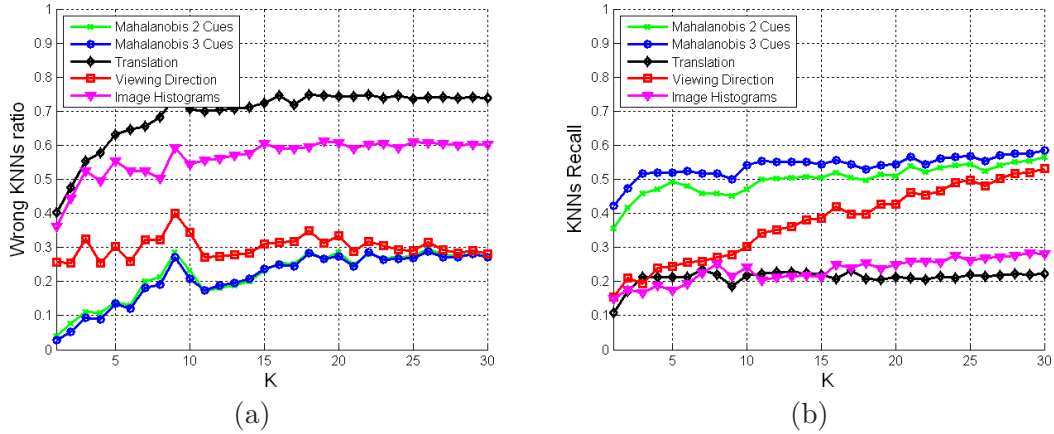 1
0.9
0.8
0.7
0.6
0.5
0.4
0.3
0.2
0.1
0
Wrong KNNs ratio
Mahalanobis 2 Cues
Mahalanobis 3 Cues
Translation
Viewing Direction
Image Histograms
5 10 15 20 25 30
K
(a)
1
0.9
0.8
0.7
0.6
0.5
0.4
0.3
0.2
0.1
0
KNNs Recall
Mahalanobis 2 Cues
Mahalanobis 3 Cues
Translation
Viewing Direction
Image Histograms
5 10 15 20 25 30
K
(b)